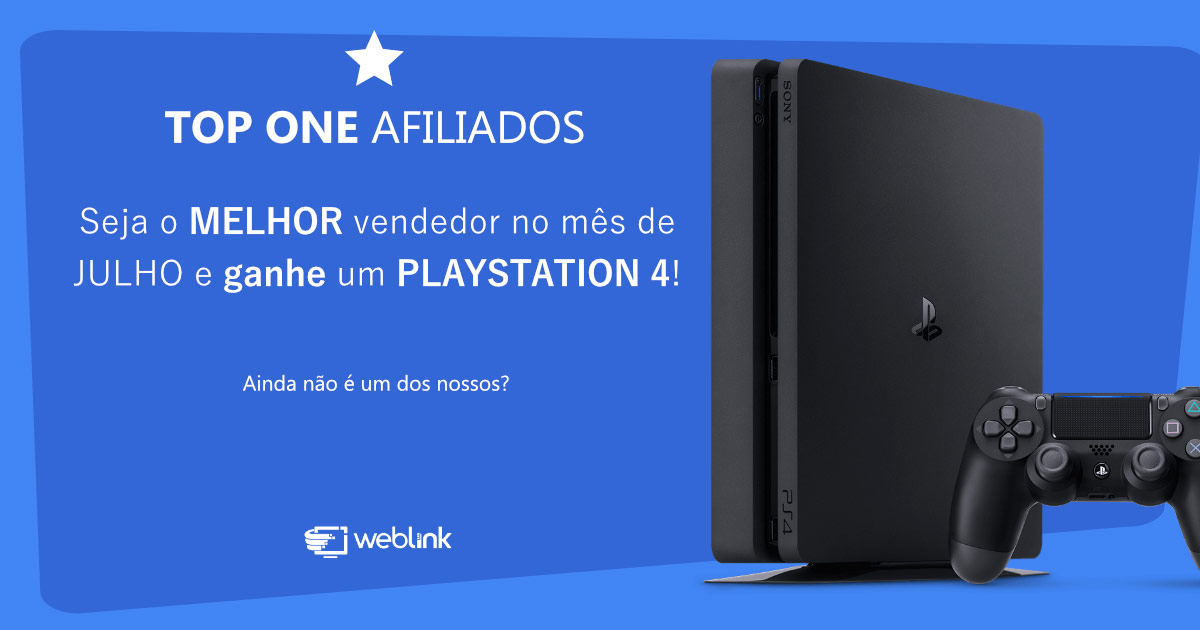 TOP ONE AFILIADOS
Seja o MELHOR vendedor no mês de
JULHO e ganhe um PLAYSTATION 4!
Ainda não é um dos nossos?
weblink
SONY
PS4